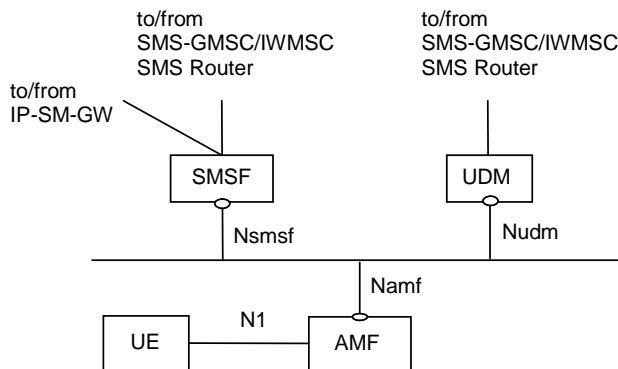 to/from
SMS-GMSC/IWMSC
SMS Router
to/from
SMS-GMSC/IWMSC
SMS Router
to/from
IP-SM-GW
SMSF
UDM
Nsmsf
Nudm
Namf
N1
UE
AMF